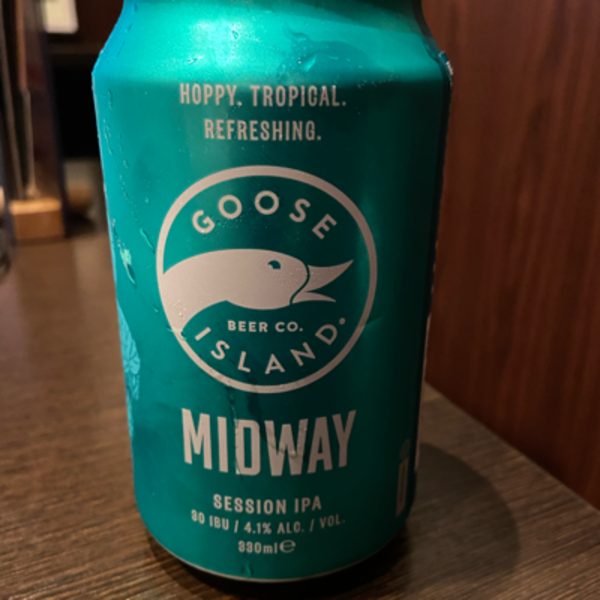 HOPPY. TROPICAL.
REFRESHING.
GOOSE
BEER CO.
ISLAND.
MIDWAY
SESSION IPA
30 IBU / 4.1% ALC. / VOL.
330ml℮